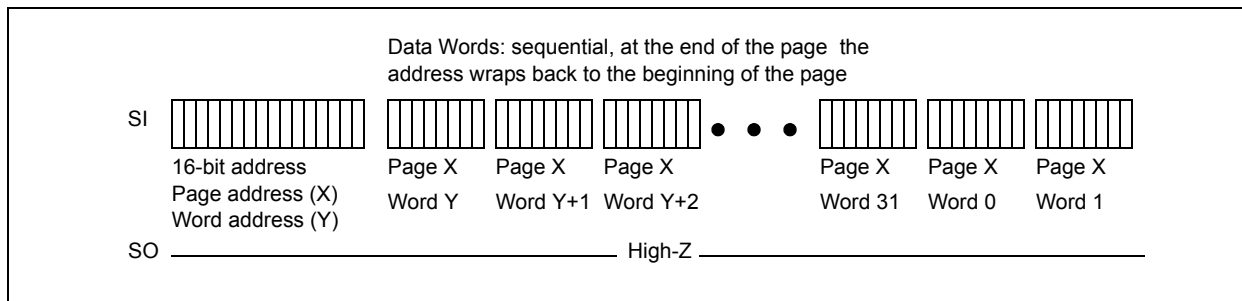 Data Words: sequential, at the end of the page the
address wraps back to the beginning of the page
SI
16-bit address
Page address (X)
Word address (Y)
Page X
Word Y
Page X
Word Y+1
Page X
Word Y+2
Page X
Word 31
Page X
Word 0
Page X
Word 1
SO
High-Z